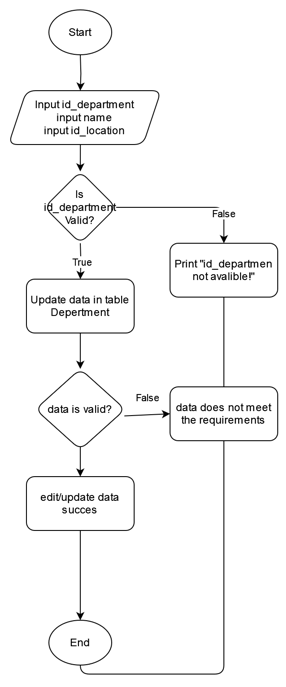 Start
Input id_department
input name
input id_location
Is
id_department
Valid?
False
True
Print "id_departmen
not avalible!"
Update data in table
Depertment
data is valid?
False
data does not meet
the requirements
edit/update data
succes
End